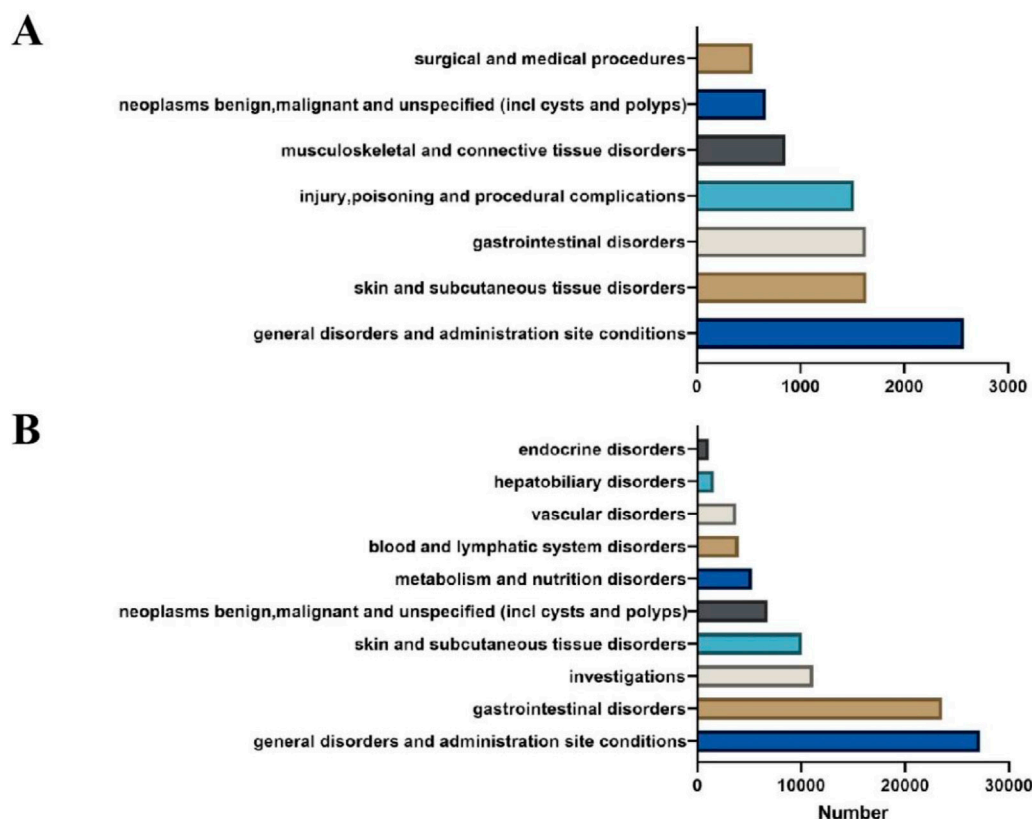 A
surgical and medical procedures
neoplasms benign,malignant and unspecified (incl cysts and polyps)
musculoskeletal and connective tissue disorders
injury,poisoning and procedural complications
gastrointestinal disorders
skin and subcutaneous tissue disorders
general disorders and administration site conditions
0 1000 2000 3000
B
endocrine disorders
hepatobiliary disorders
vascular disorders
blood and lymphatic system disorders
metabolism and nutrition disorders
neoplasms benign,malignant and unspecified (incl cysts and polyps)
skin and subcutaneous tissue disorders
investigations
gastrointestinal disorders
general disorders and administration site conditions
0 10000 20000 30000
Number